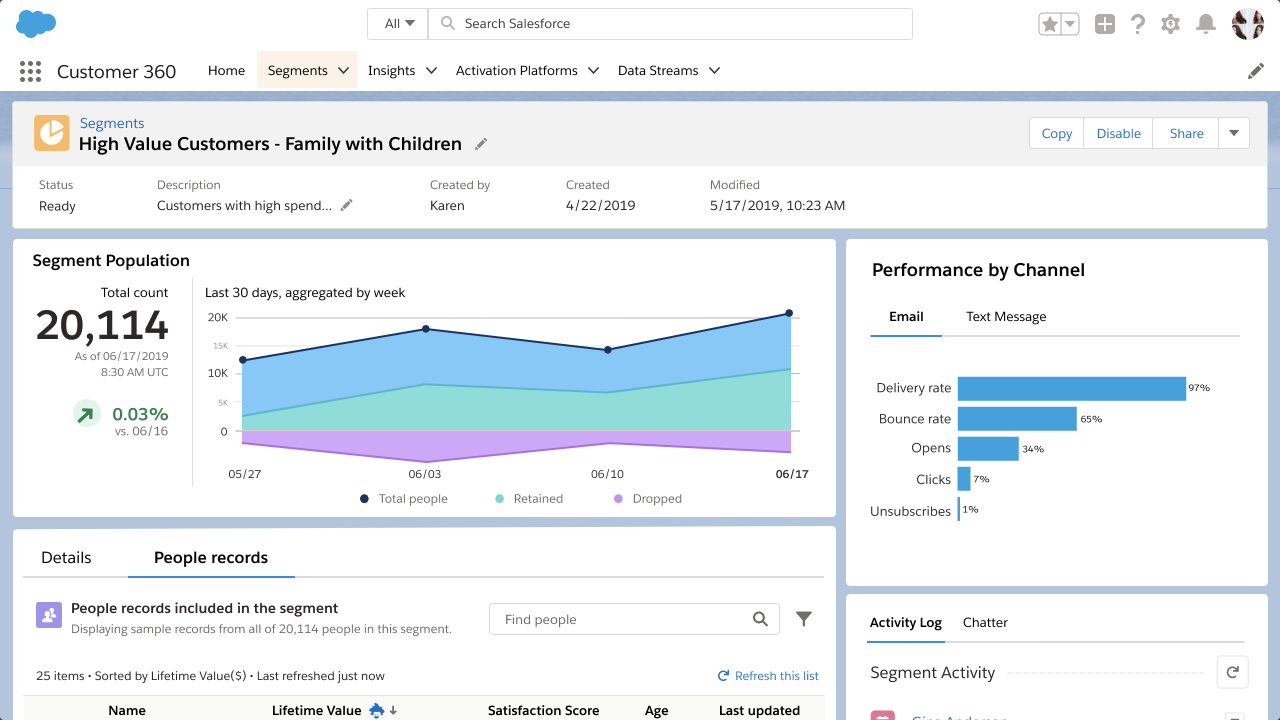 All
Search Salesforce
Customer 360
Home
Segments
Insights
Activation Platforms
Data Streams
Segments
High Value Customers - Family with Children
Copy
Disable
Share
Status
Description
Created by
Created
Modified
Ready
Customers with high spend...
Karen
4/22/2019
5/17/2019, 10:23 AM
Segment Population
Total count
20,114
As of 06/17/2019
8:30 AM UTC
0.03%
vs. 06/16
Last 30 days, aggregated by week
20K
15K
10K
5K
0
05/27
06/03
06/10
06/17
Total people
Retained
Dropped
Performance by Channel
Email
Text Message
Delivery rate 97%
Bounce rate 65%
Opens 34%
Clicks 7%
Unsubscribes 1%
Details
People records
People records included in the segment
Displaying sample records from all of 20,114 people in this segment.
Find people
25 items • Sorted by Lifetime Value($) • Last refreshed just now
Refresh this list
Name
Lifetime Value
Satisfaction Score
Age
Last updated
Activity Log
Chatter
Segment Activity